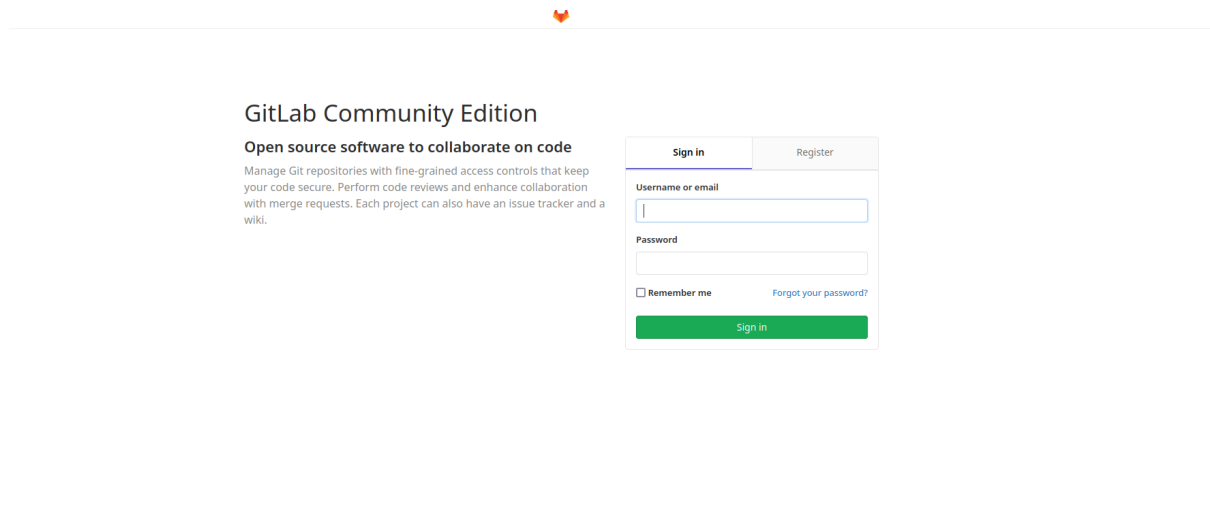 GitLab Community Edition
Open source software to collaborate on code
Manage Git repositories with fine-grained access controls that keep
your code secure. Perform code reviews and enhance collaboration
with merge requests. Each project can also have an issue tracker and a
wiki.
Sign in
Register
Username or email
Password
Remember me
Forgot your password?
Sign in